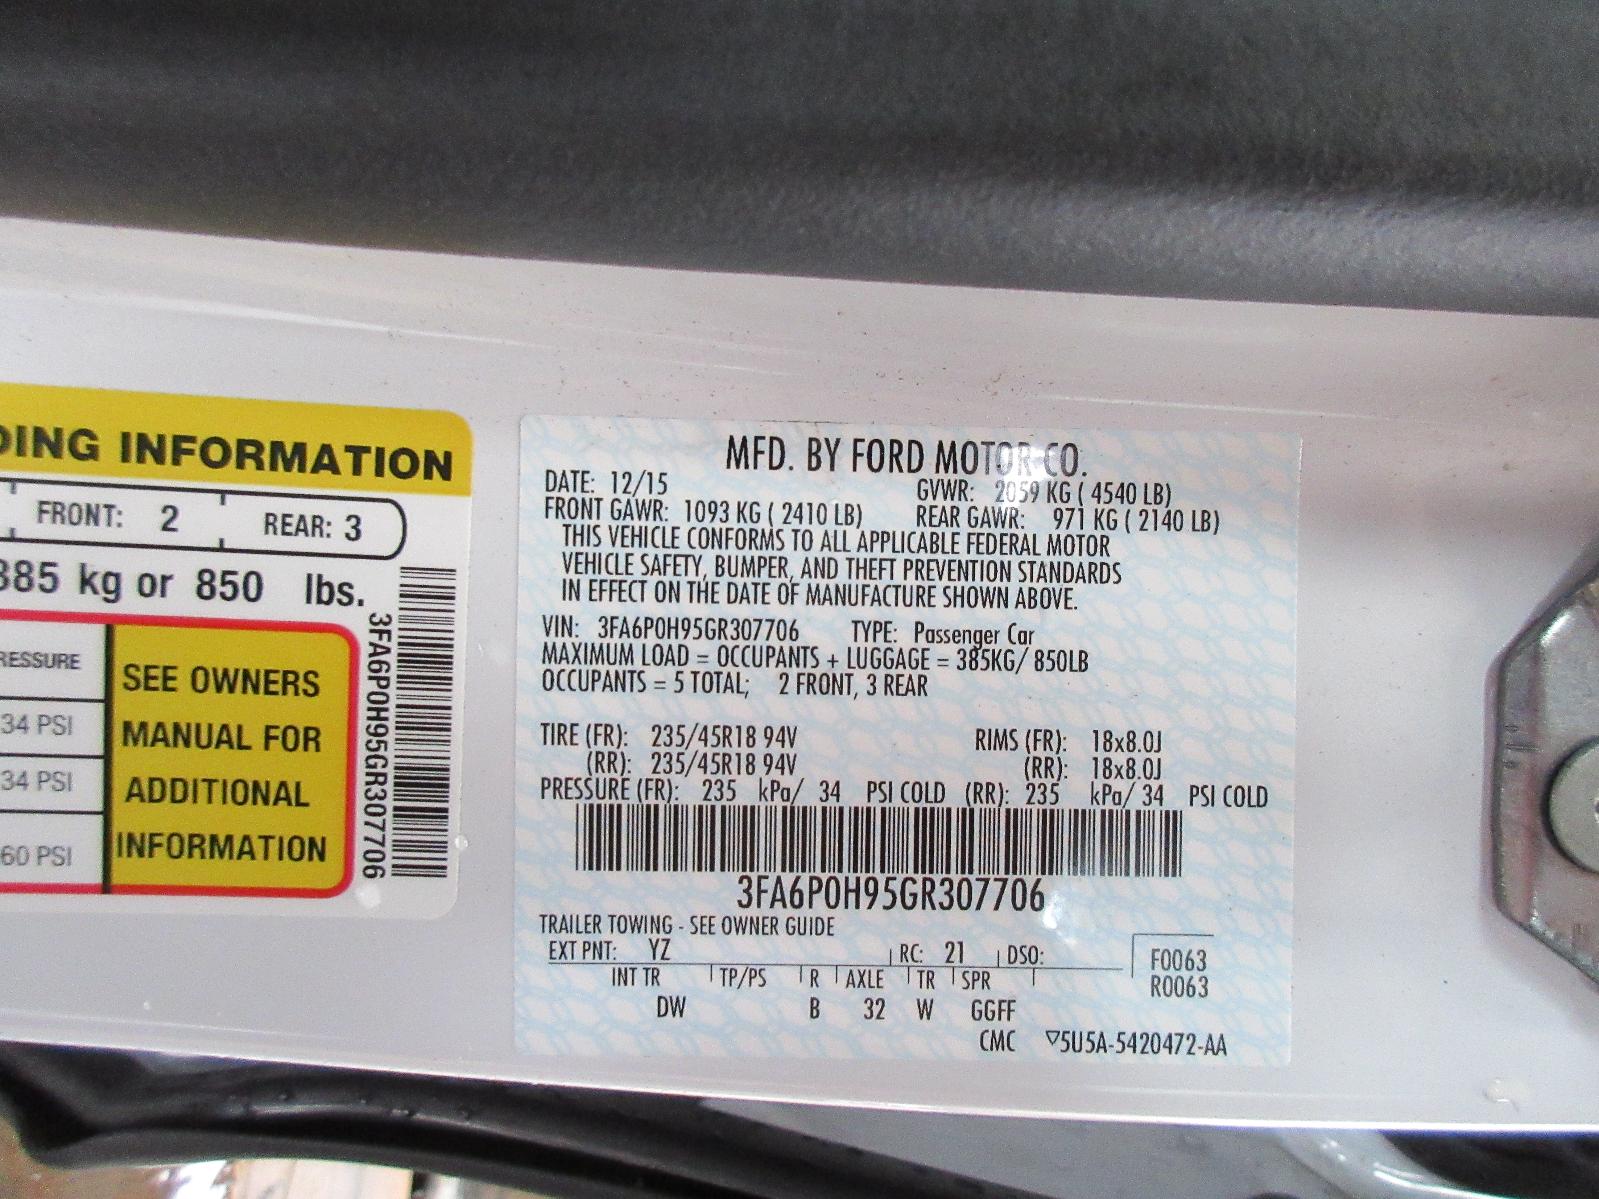 DING INFORMATION
FRONT: 2 REAR: 3
385 kg or 850 lbs.
RESSURE
34 PSI
34 PSI
60 PSI
SEE OWNERS
MANUAL FOR
ADDITIONAL
INFORMATION
3FA6P0H95GR307706
MFD. BY FORD MOTOR CO.
DATE: 12/15 GVWR: 2059 KG ( 4540 LB)
FRONT GAWR: 1093 KG ( 2410 LB) REAR GAWR: 971 KG ( 2140 LB)
THIS VEHICLE CONFORMS TO ALL APPLICABLE FEDERAL MOTOR
VEHICLE SAFETY, BUMPER, AND THEFT PREVENTION STANDARDS
IN EFFECT ON THE DATE OF MANUFACTURE SHOWN ABOVE.
VIN: 3FA6P0H95GR307706 TYPE: Passenger Car
MAXIMUM LOAD = OCCUPANTS + LUGGAGE = 385KG/ 850LB
OCCUPANTS = 5 TOTAL; 2 FRONT, 3 REAR
TIRE (FR): 235/45R18 94V RIMS (FR): 18x8.0J
(RR): 235/45R18 94V (RR): 18x8.0J
PRESSURE (FR): 235 kPa/ 34 PSI COLD (RR): 235 kPa/ 34 PSI COLD
3FA6P0H95GR307706
TRAILER TOWING - SEE OWNER GUIDE
EXT PNT: YZ RC: 21 DSO: F0063
INT TR TP/PS R AXLE TR SPR R0063
DW B 32 W GGFF
CMC ▽5U5A-5420472-AA